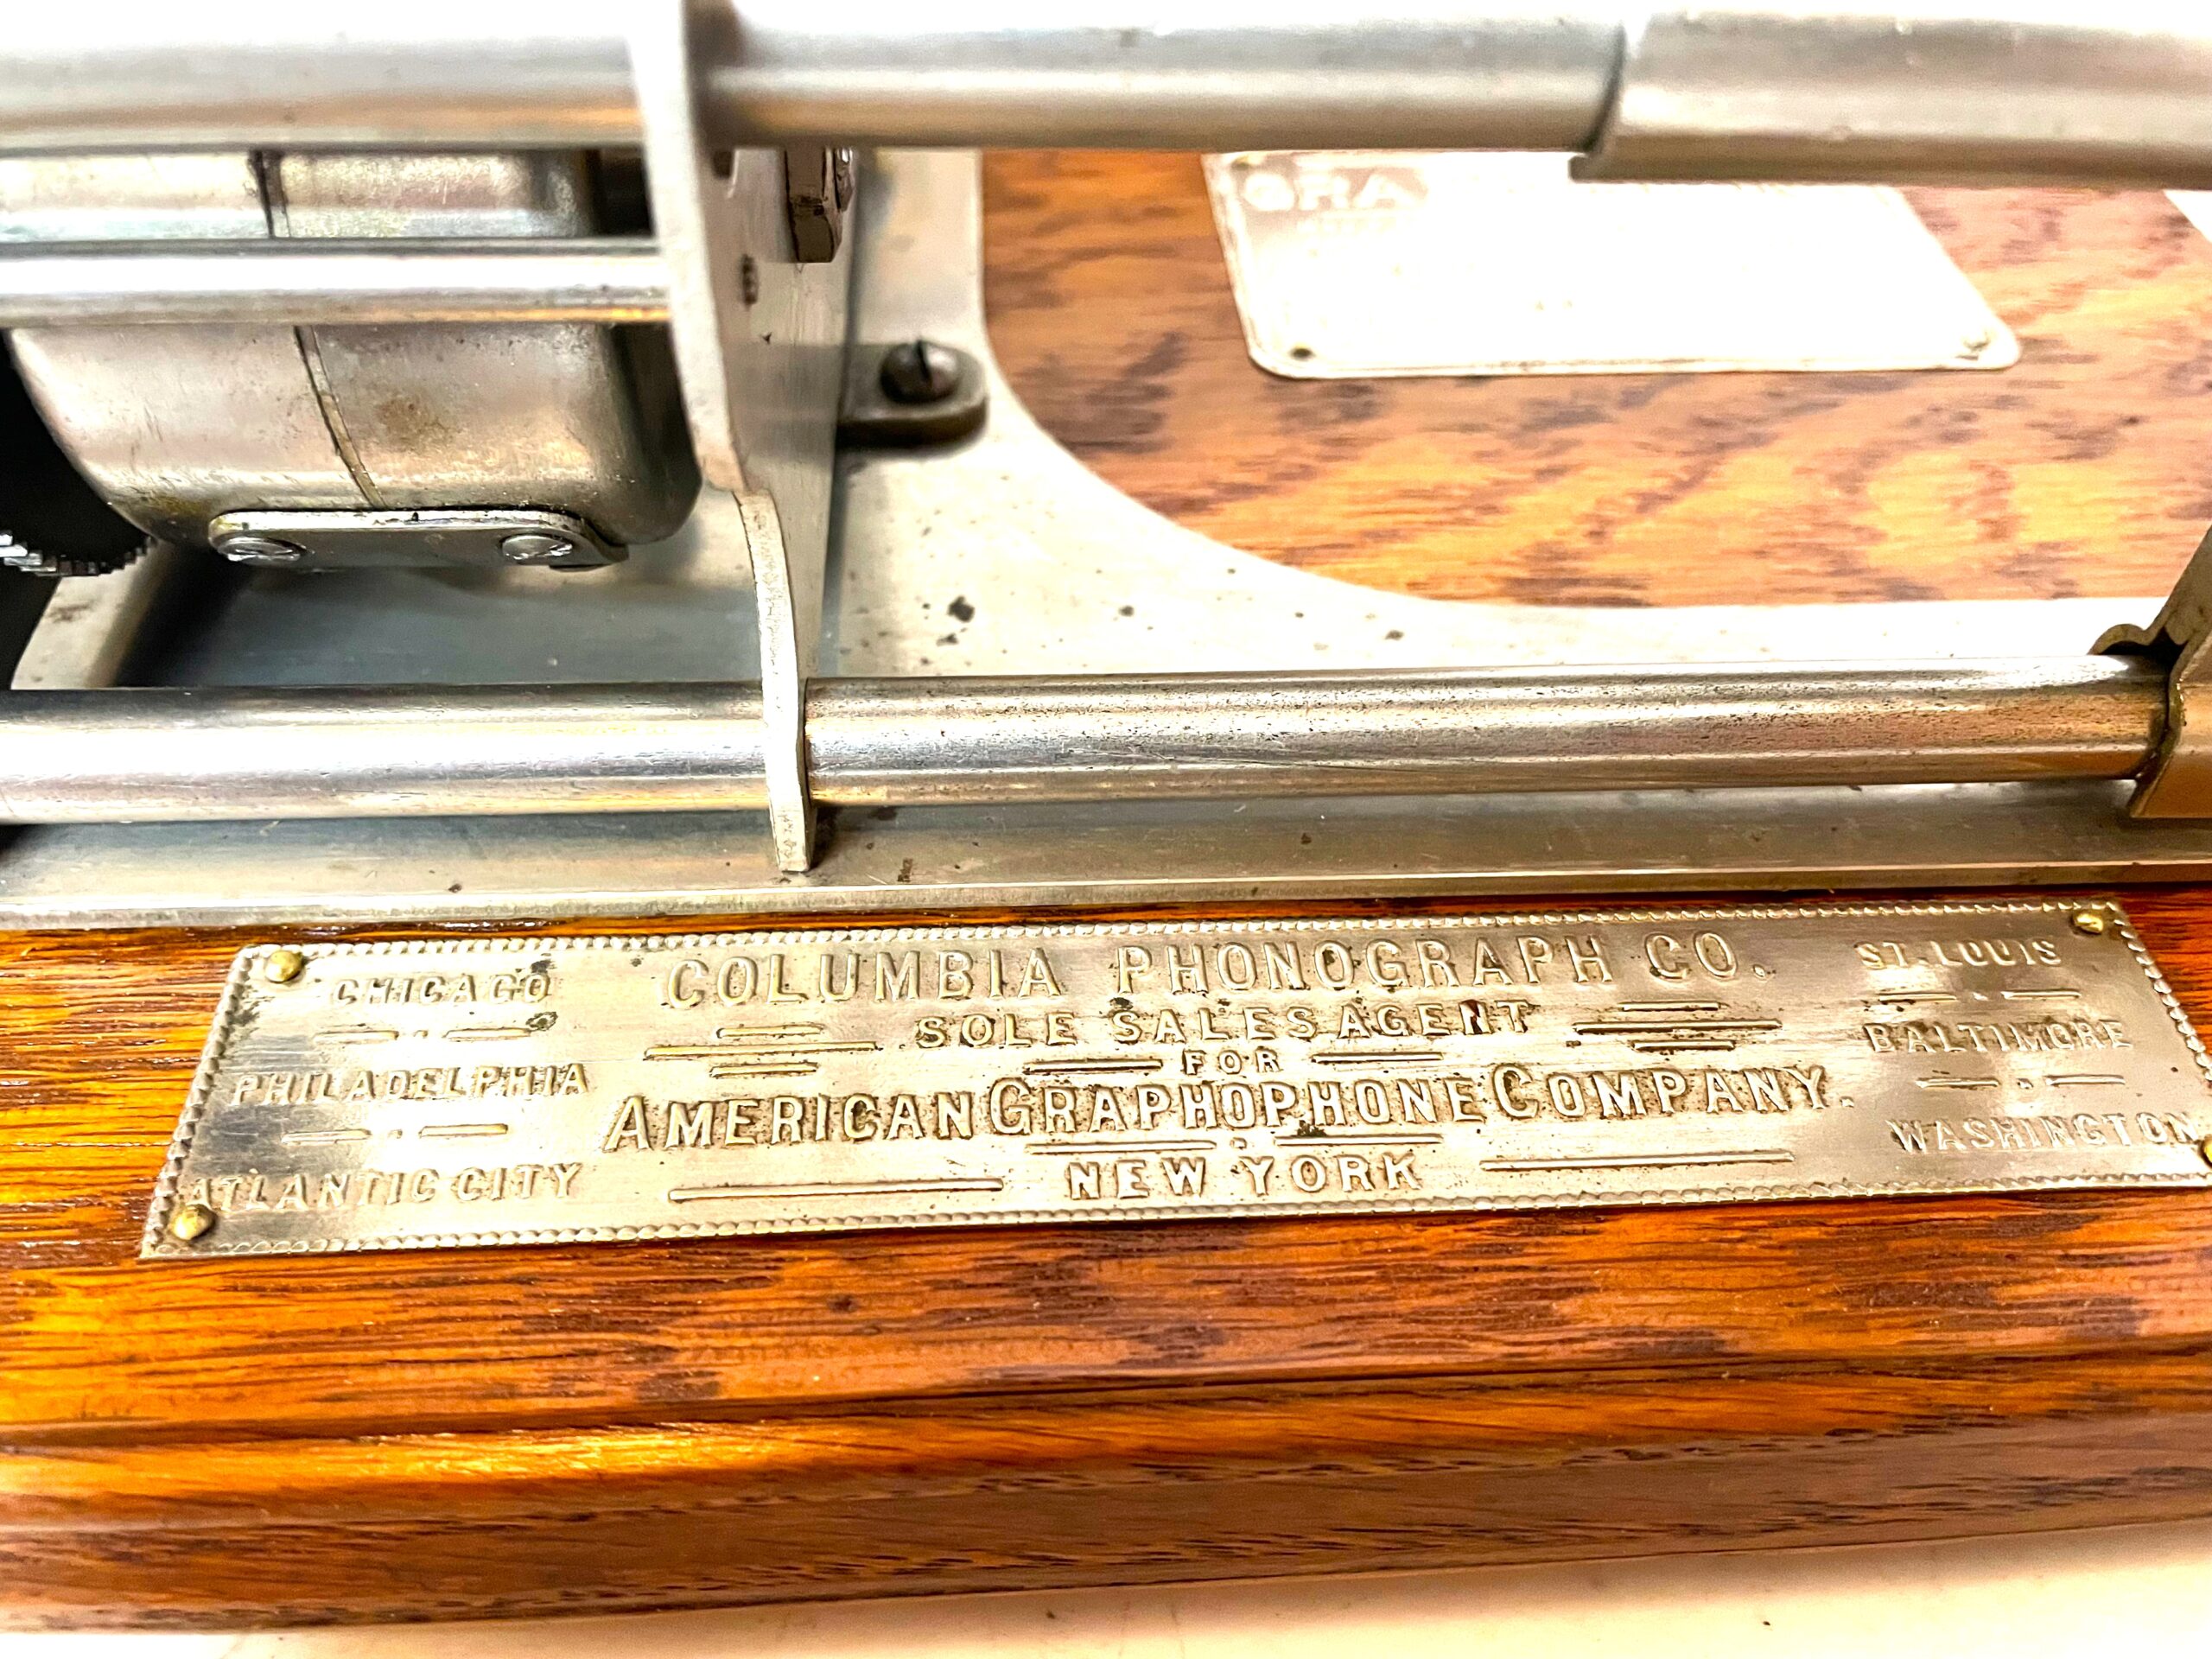 GRA
CHICAGO
PHILADELPHIA
ATLANTIC CITY
COLUMBIA PHONOGRAPH CO.
SOLE SALES AGENT
FOR
AMERICAN GRAPHOPHONE COMPANY.
NEW YORK
ST. LOUIS
BALTIMORE
WASHINGTON